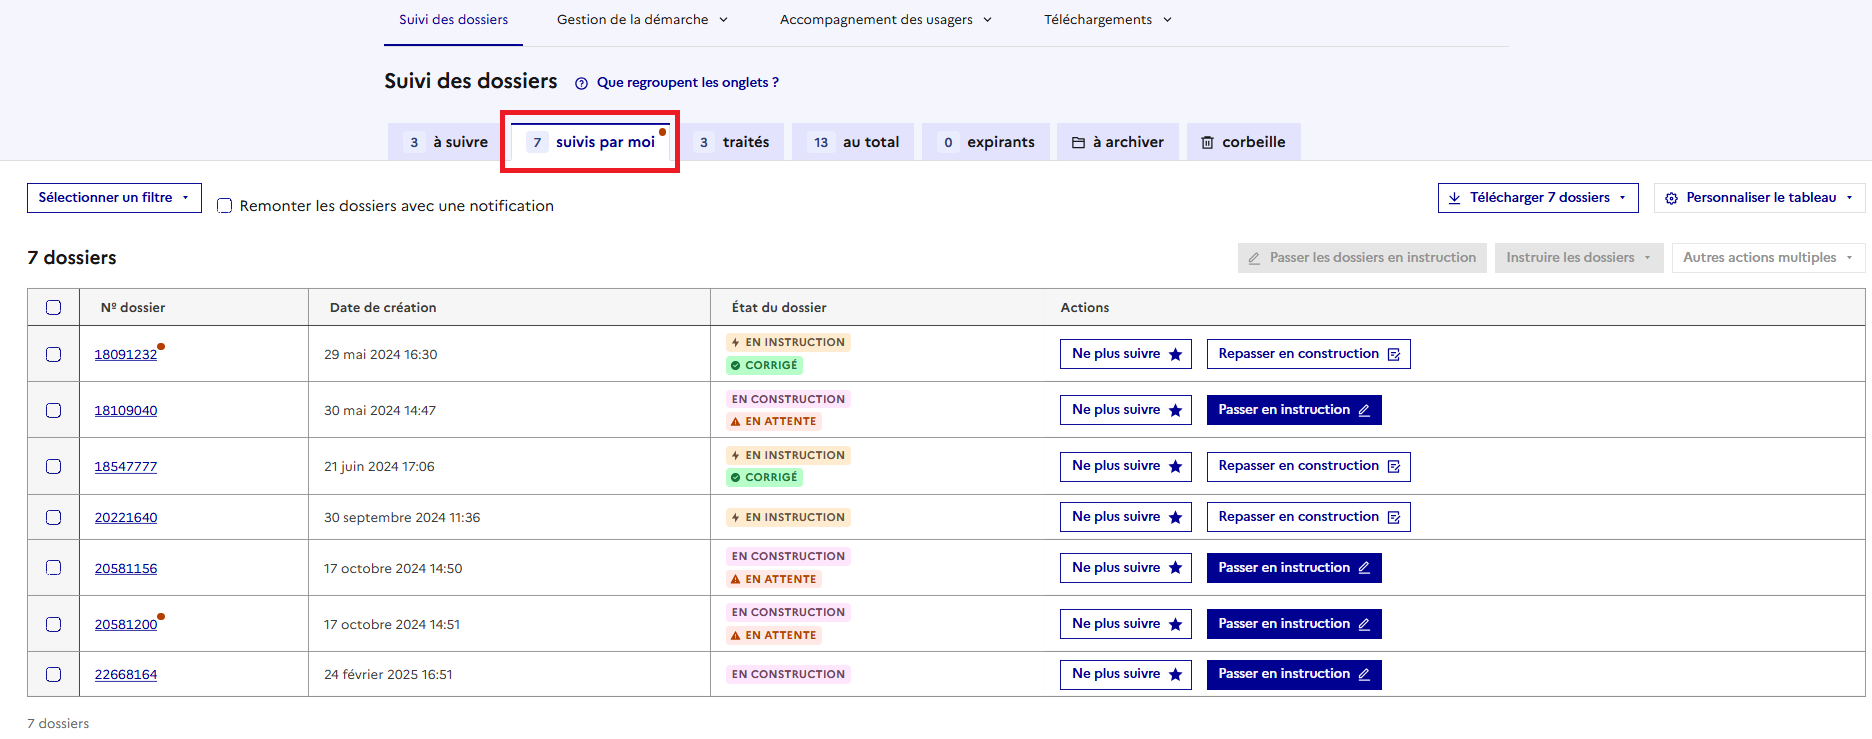 Suivi des dossiers Gestion de la démarche Accompagnement des usagers Téléchargements
Suivi des dossiers Que regroupent les onglets ?
3 à suivre 7 suivis par moi 3 traités 13 au total 0 expirants à archiver corbeille
Sélectionner un filtre Remonter les dossiers avec une notification Télécharger 7 dossiers Personnaliser le tableau
7 dossiers Passer les dossiers en instruction Instruire les dossiers Autres actions multiples
Nº dossier Date de création État du dossier Actions
18091232 29 mai 2024 16:30 EN INSTRUCTION Ne plus suivre Repasser en construction
CORRIGÉ
18109040 30 mai 2024 14:47 EN CONSTRUCTION Ne plus suivre Passer en instruction
EN ATTENTE
18547777 21 juin 2024 17:06 EN INSTRUCTION Ne plus suivre Repasser en construction
CORRIGÉ
20221640 30 septembre 2024 11:36 EN INSTRUCTION Ne plus suivre Repasser en construction
20581156 17 octobre 2024 14:50 EN CONSTRUCTION Ne plus suivre Passer en instruction
EN ATTENTE
20581200 17 octobre 2024 14:51 EN CONSTRUCTION Ne plus suivre Passer en instruction
EN ATTENTE
22668164 24 février 2025 16:51 EN CONSTRUCTION Ne plus suivre Passer en instruction
7 dossiers